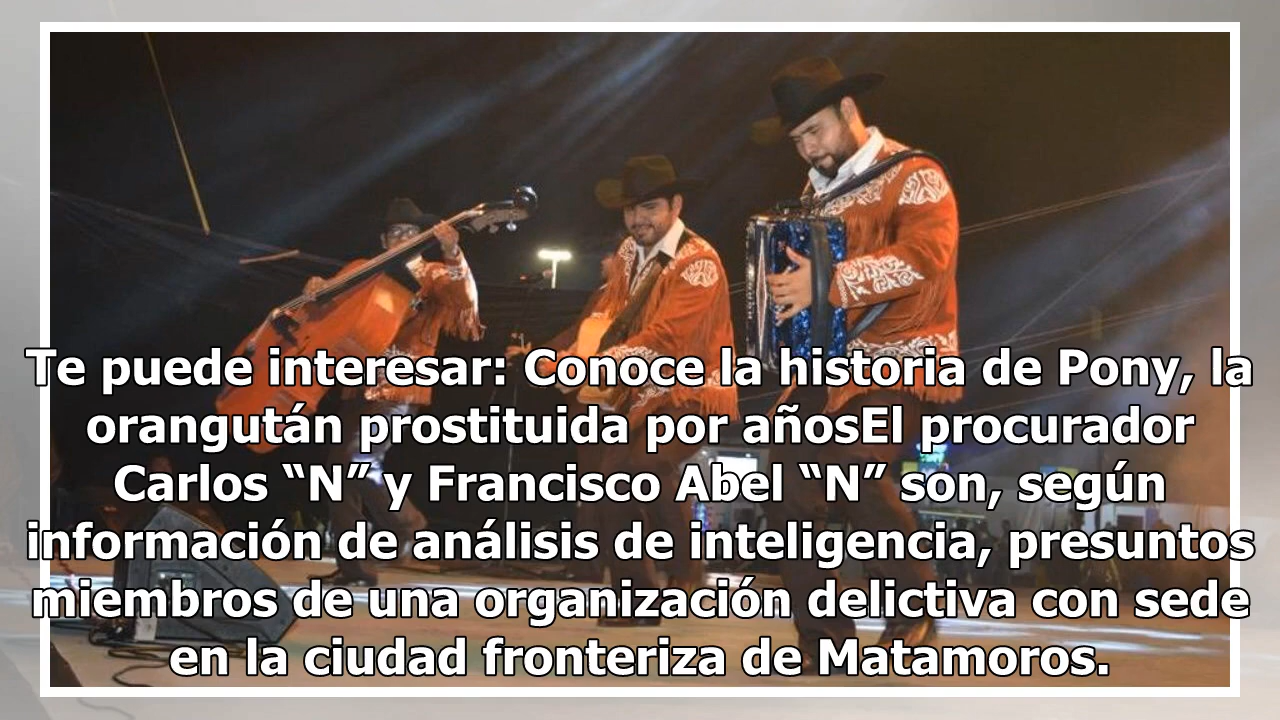 Te puede interesar: Conoce la historia de Pony, la
orangután prostituida por añosEl procurador
Carlos “N” y Francisco Abel “N” son, según
información de análisis de inteligencia, presuntos
miembros de una organización delictiva con sede
en la ciudad fronteriza de Matamoros.